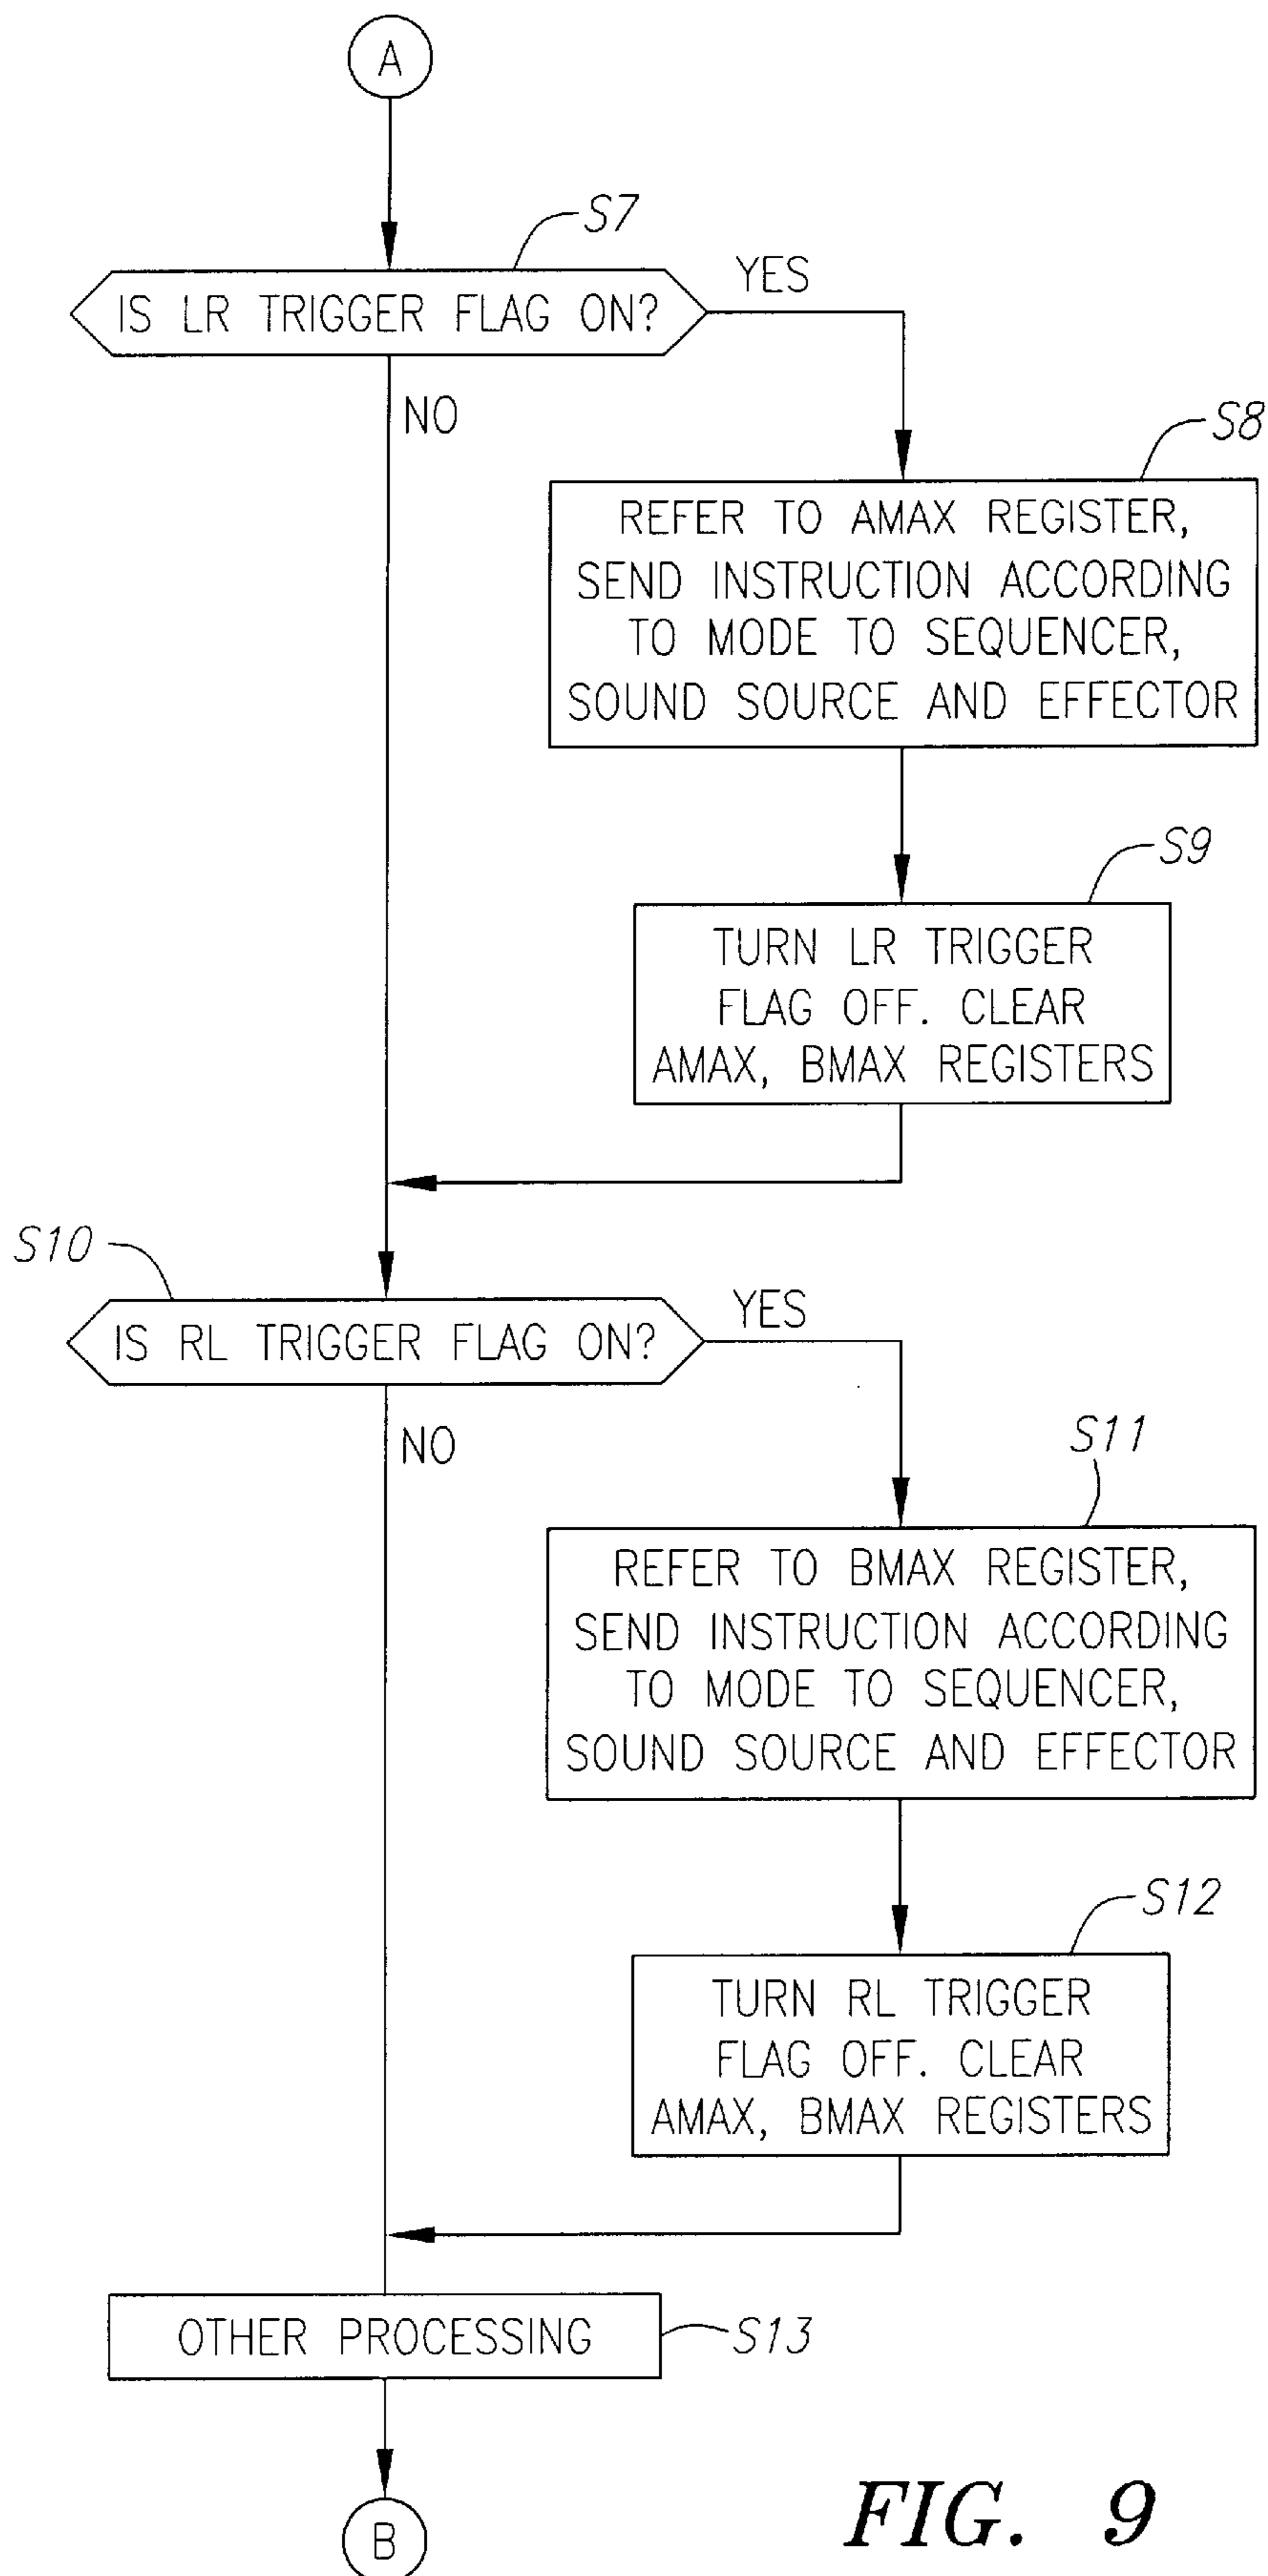 A
S7
IS LR TRIGGER FLAG ON?
YES
NO
S8
REFER TO AMAX REGISTER,
SEND INSTRUCTION ACCORDING
TO MODE TO SEQUENCER,
SOUND SOURCE AND EFFECTOR
S9
TURN LR TRIGGER
FLAG OFF. CLEAR
AMAX, BMAX REGISTERS
S10
IS RL TRIGGER FLAG ON?
YES
NO
S11
REFER TO BMAX REGISTER,
SEND INSTRUCTION ACCORDING
TO MODE TO SEQUENCER,
SOUND SOURCE AND EFFECTOR
S12
TURN RL TRIGGER
FLAG OFF. CLEAR
AMAX, BMAX REGISTERS
OTHER PROCESSING
S13
B
FIG. 9